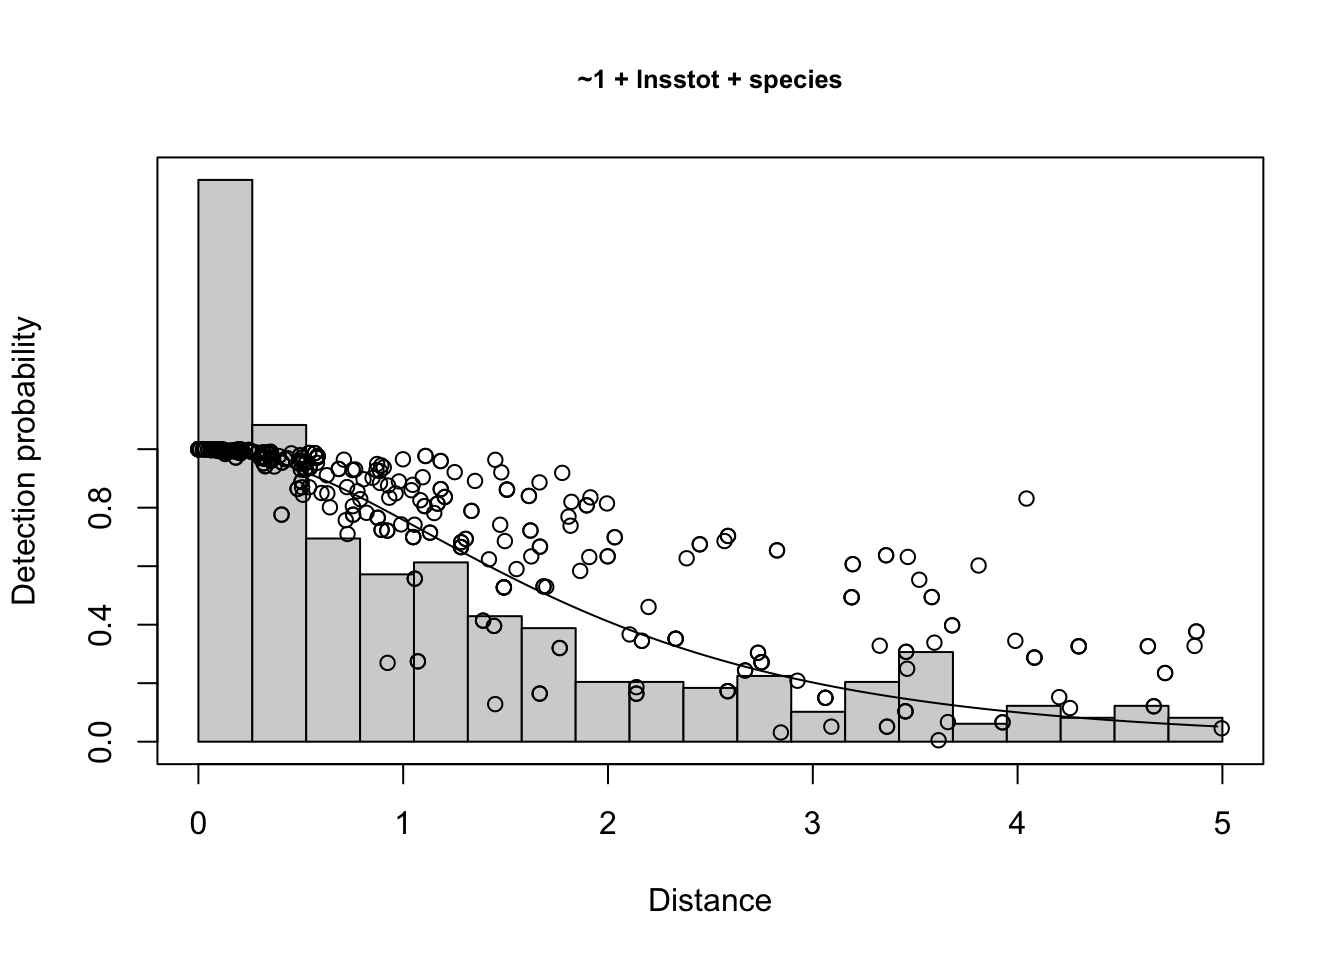 ~1 + lnsstot + species
Detection probability
0.8
0.4
0.0
0 1 2 3 4 5
Distance